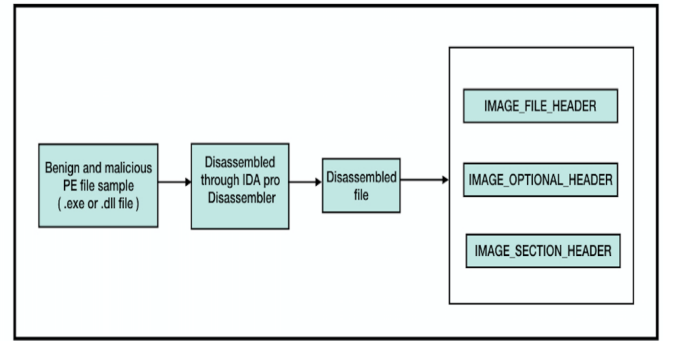 Benign and malicious
PE file sample
( .exe or .dll file )
Disassembled
through IDA pro
Disassembler
Disassembled
file
IMAGE_FILE_HEADER
IMAGE_OPTIONAL_HEADER
IMAGE_SECTION_HEADER